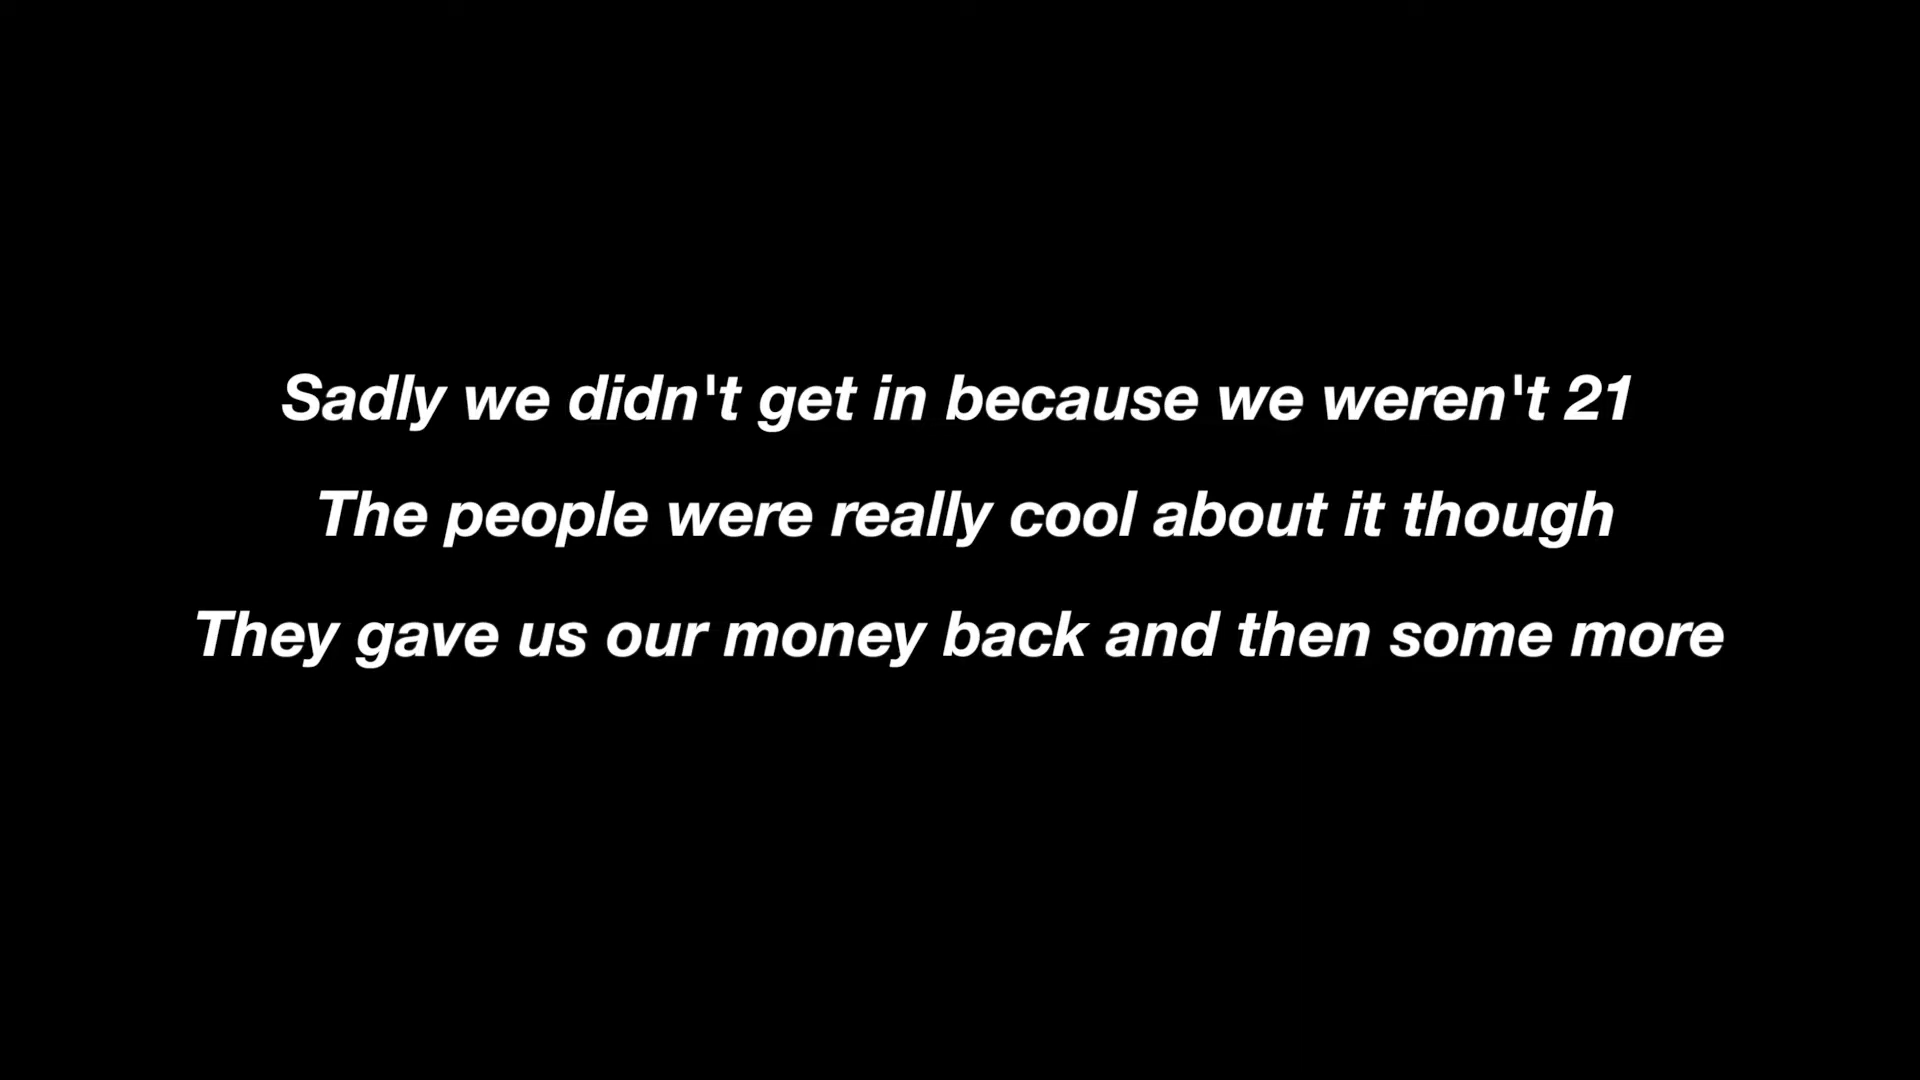 Sadly we didn't get in because we weren't 21
The people were really cool about it though
They gave us our money back and then some more